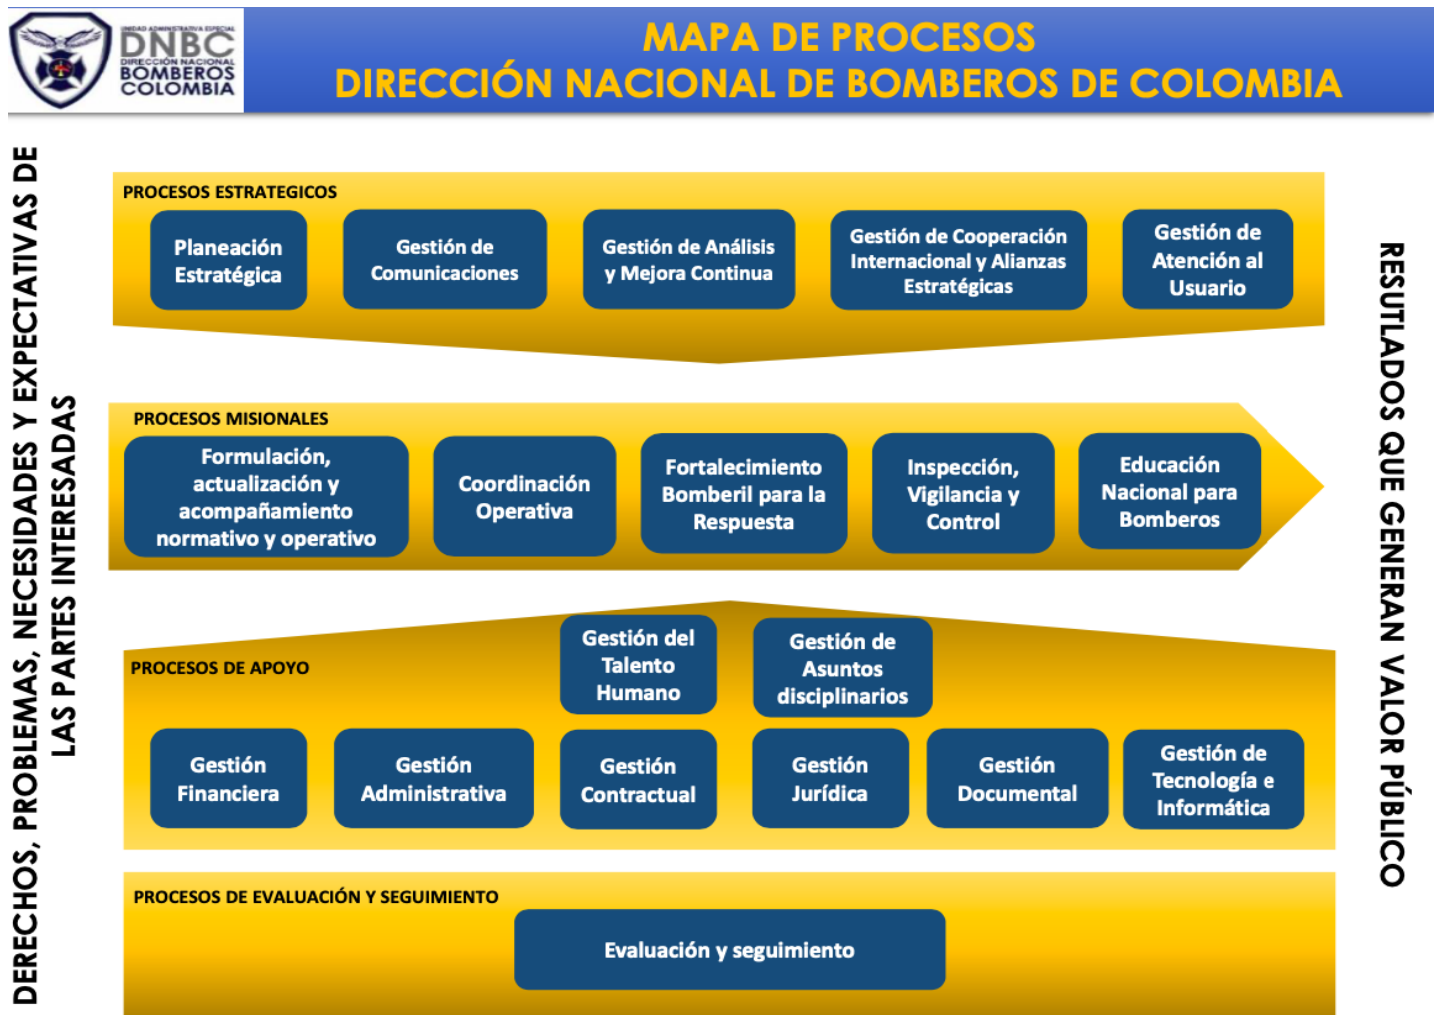 UNIDAD ADMINISTRATIVA ESPECIAL
DNBC
DIRECCIÓN NACIONAL
BOMBEROS
COLOMBIA
MAPA DE PROCESOS
DIRECCIÓN NACIONAL DE BOMBEROS DE COLOMBIA
DERECHOS, PROBLEMAS, NECESIDADES Y EXPECTATIVAS DE
LAS PARTES INTERESADAS
PROCESOS ESTRATEGICOS
Planeación
Estratégica
Gestión de
Comunicaciones
Gestión de Análisis
y Mejora Continua
Gestión de Cooperación
Internacional y Alianzas
Estratégicas
Gestión de
Atención al
Usuario
PROCESOS MISIONALES
Formulación,
actualización y
acompañamiento
normativo y operativo
Coordinación
Operativa
Fortalecimiento
Bomberil para la
Respuesta
Inspección,
Vigilancia y
Control
Educación
Nacional para
Bomberos
PROCESOS DE APOYO
Gestión del
Talento
Humano
Gestión de
Asuntos
disciplinarios
Gestión
Financiera
Gestión
Administrativa
Gestión
Contractual
Gestión
Jurídica
Gestión
Documental
Gestión de
Tecnología e
Informática
PROCESOS DE EVALUACIÓN Y SEGUIMIENTO
Evaluación y seguimiento
RESUTLADOS QUE GENERAN VALOR PÚBLICO